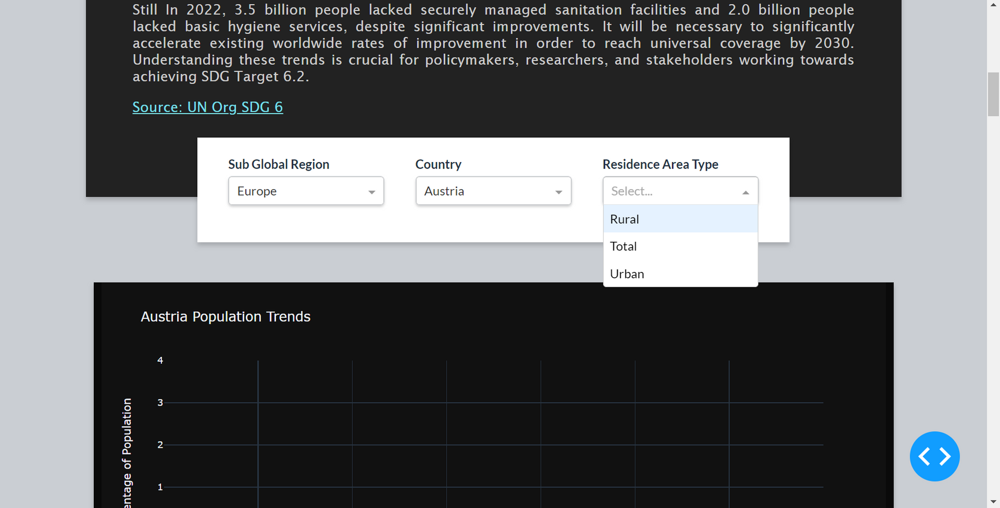 Still In 2022, 3.5 billion people lacked securely managed sanitation facilities and 2.0 billion people
lacked basic hygiene services, despite significant improvements. It will be necessary to significantly
accelerate existing worldwide rates of improvement in order to reach universal coverage by 2030.
Understanding these trends is crucial for policymakers, researchers, and stakeholders working towards
achieving SDG Target 6.2.
Source: UN Org SDG 6
Sub Global Region
Europe
Country
Austria
Residence Area Type
Select...
Rural
Total
Urban
Austria Population Trends
4
3
2
1
entage of Population